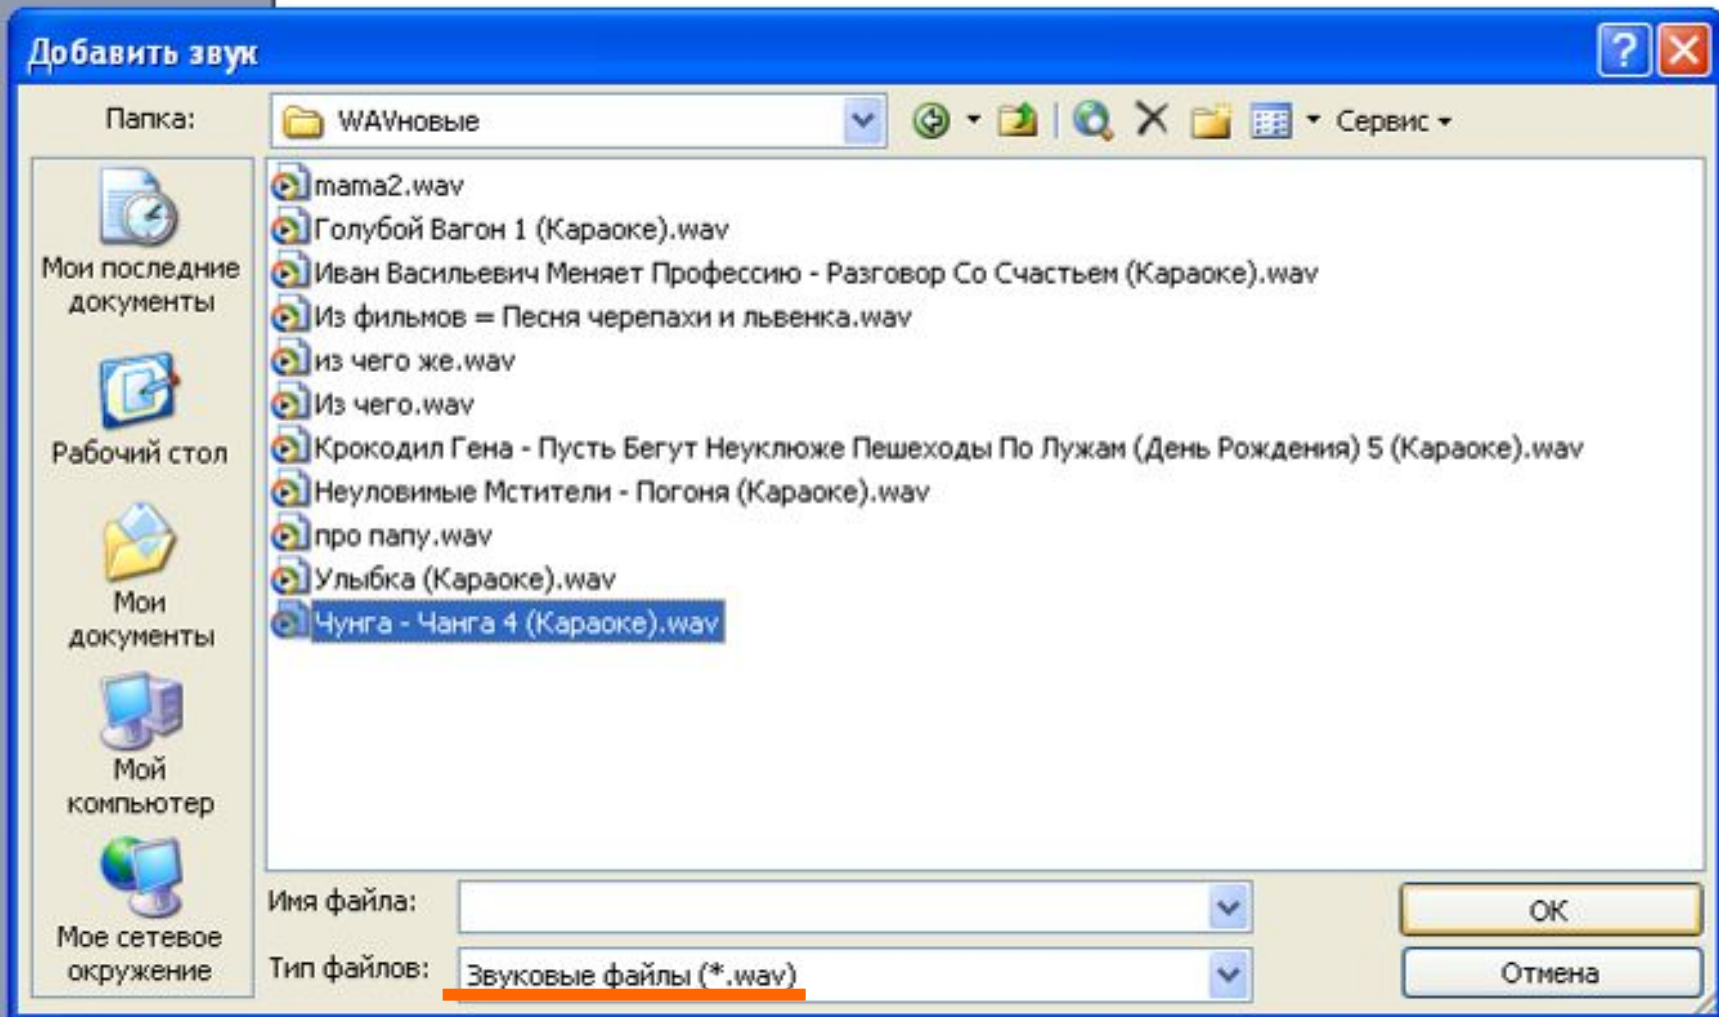 Добавить звук
Папка:
WAVновые
Сервис
Мои последние
документы
Рабочий стол
Мои
документы
Мой
компьютер
Мое сетевое
окружение
mama2.wav
Голубой Вагон 1 (Караоке).wav
Иван Васильевич Меняет Профессию - Разговор Со Счастьем (Караоке).wav
Из фильмов = Песня черепахи и львенка.wav
из чего же.wav
Из чего.wav
Крокодил Гена - Пусть Бегут Неуклюже Пешеходы По Лужам (День Рождения) 5 (Караоке).wav
Неуловимые Мстители - Погоня (Караоке).wav
про папу.wav
Улыбка (Караоке).wav
Чунга - Чанга 4 (Караоке).wav
Имя файла:
ОК
Тип файлов:
Звуковые файлы (*.wav)
Отмена